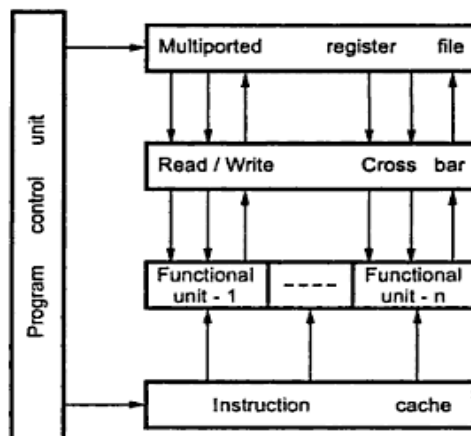 Program control unit
Multiported register file
Read / Write Cross bar
Functional unit - 1
----
Functional unit - n
Instruction cache